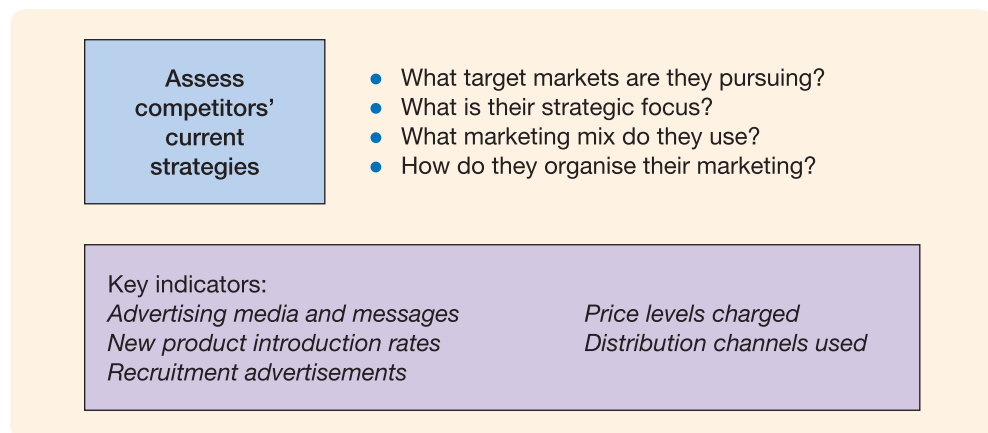 Assess
competitors’
current
strategies
● What target markets are they pursuing?
● What is their strategic focus?
● What marketing mix do they use?
● How do they organise their marketing?
Key indicators:
Advertising media and messages
New product introduction rates
Recruitment advertisements
Price levels charged
Distribution channels used